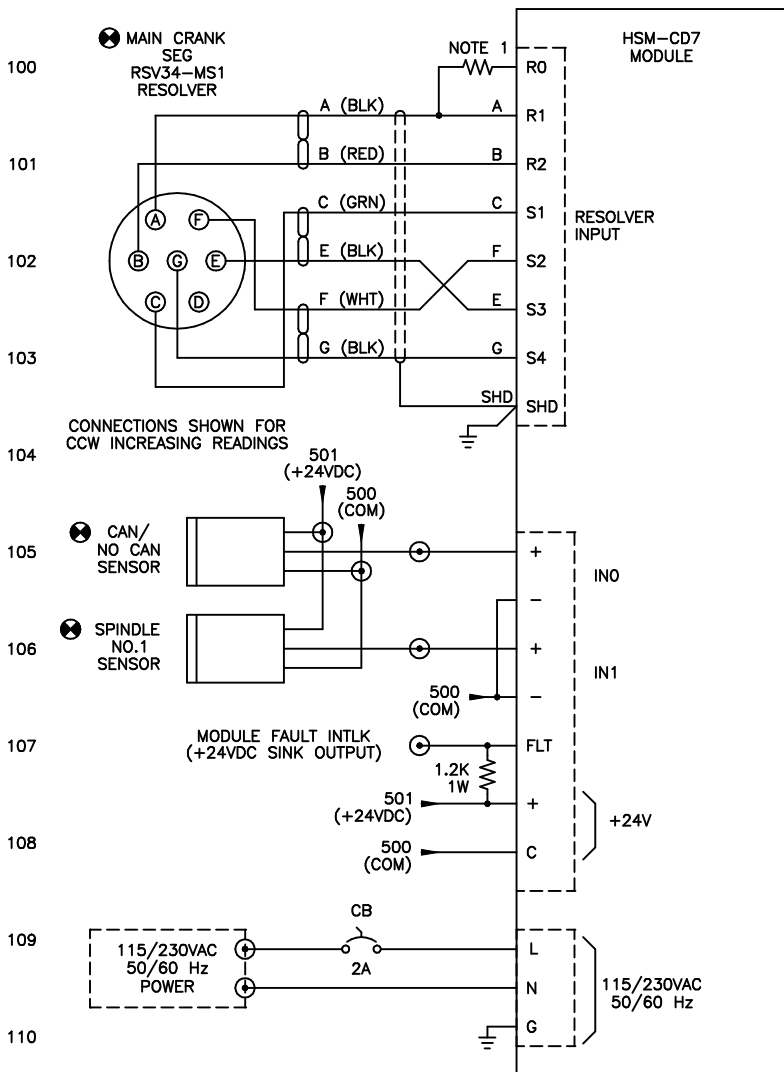 MAIN CRANK
SEG
RSV34-MS1
RESOLVER
NOTE 1
HSM-CD7
MODULE
100
R0
A (BLK)
A
R1
101
B (RED)
B
R2
C (GRN)
C
S1
RESOLVER
INPUT
A
F
102
B
G
E
E (BLK)
F
S2
C
D
F (WHT)
E
S3
103
G (BLK)
G
S4
SHD
SHD
CONNECTIONS SHOWN FOR
CCW INCREASING READINGS
104
501
(+24VDC)
500
(COM)
105
CAN/
NO CAN
SENSOR
+
IN0
-
106
SPINDLE
NO.1
SENSOR
+
IN1
500
(COM)
-
107
MODULE FAULT INTLK
(+24VDC SINK OUTPUT)
FLT
1.2K
1W
501
(+24VDC)
+
+24V
108
500
(COM)
C
109
CB
2A
115/230VAC
50/60 Hz
POWER
L
N
115/230VAC
50/60 Hz
110
G